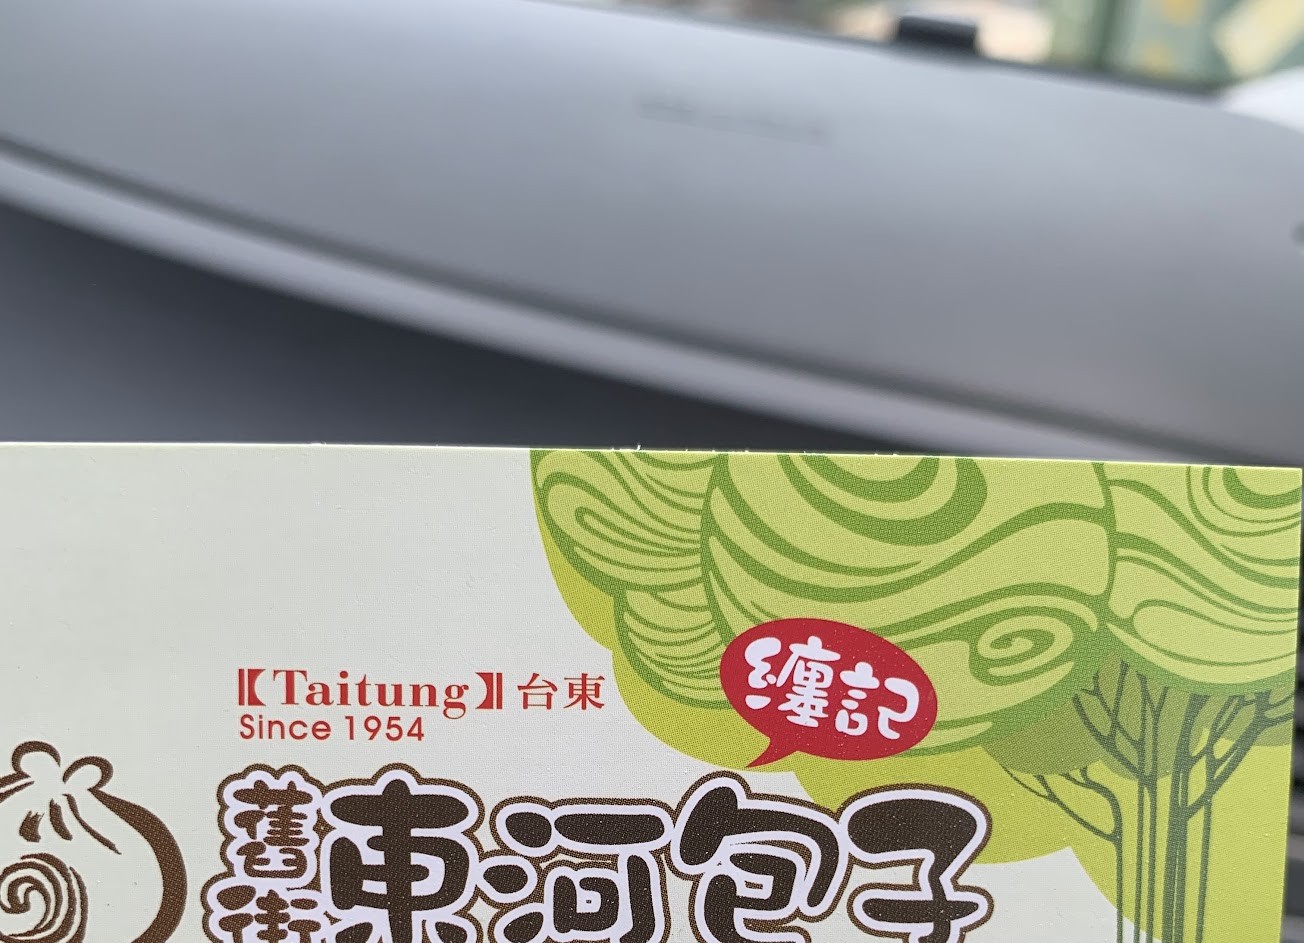 【Taitung】台東
Since 1954
纏記
舊街
東河包子